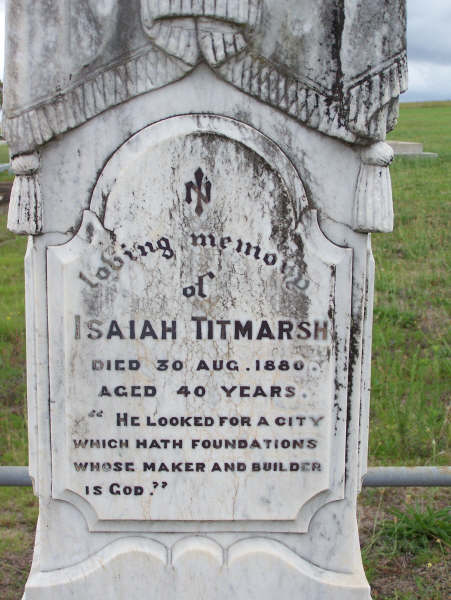 In
loving memory
of
ISAIAH TITMARSH
DIED 30 AUG. 1880.
AGED 40 YEARS.
" HE LOOKED FOR A CITY
WHICH HATH FOUNDATIONS
WHOSE MAKER AND BUILDER
IS GOD."